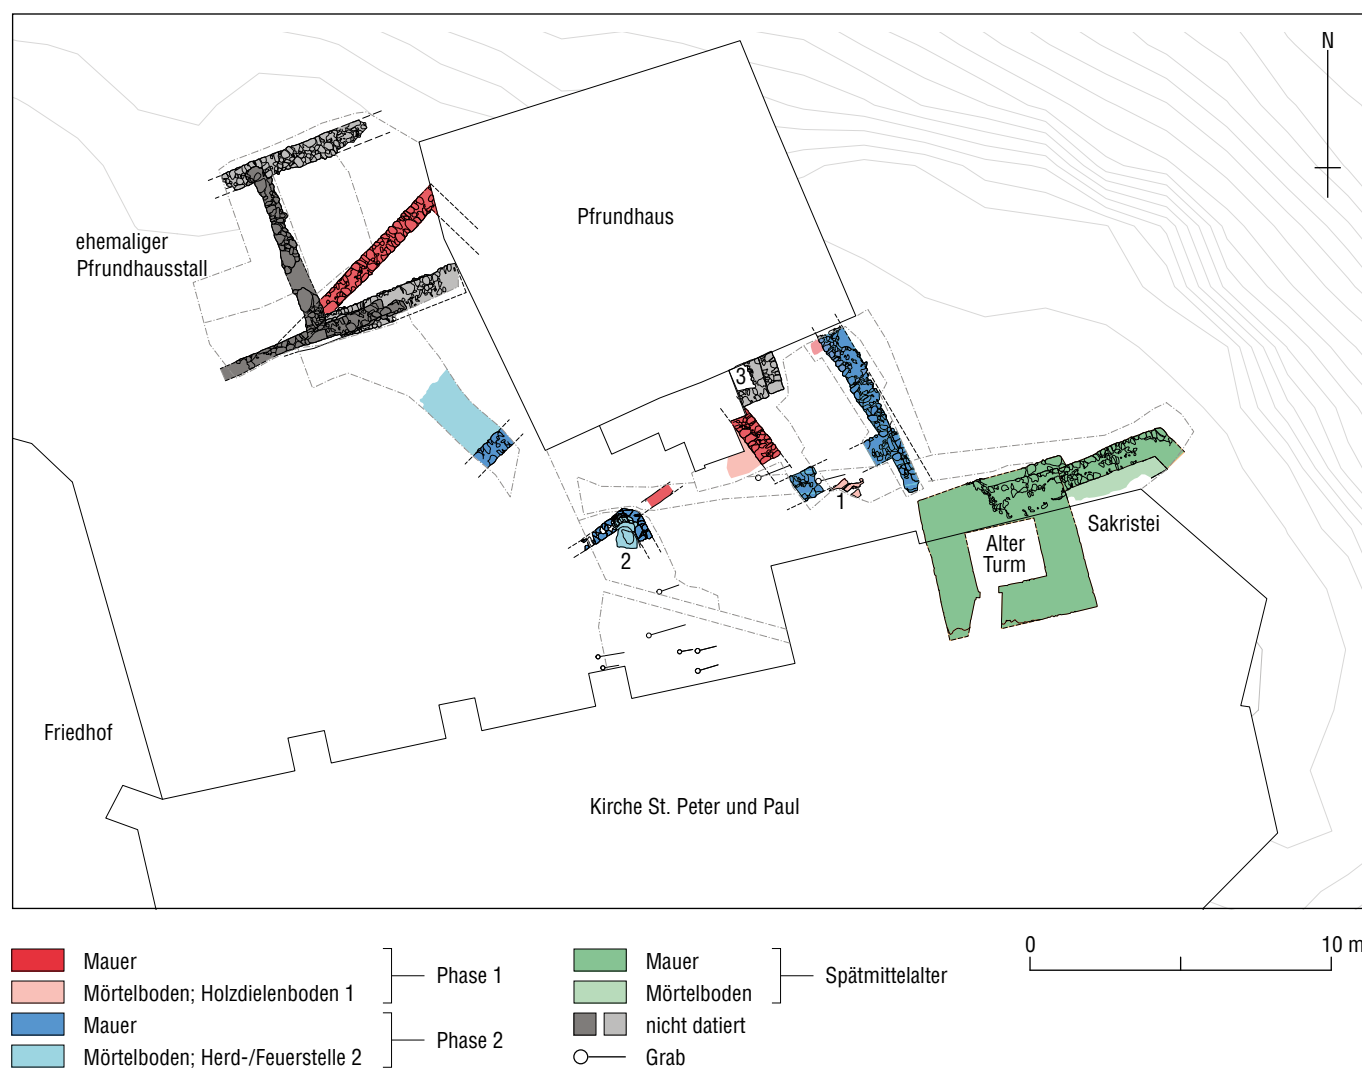 N
Pfrundhaus
ehemaliger
Pfrundhausstall
3
1
2
Alter
Turm
Sakristei
Friedhof
Kirche St. Peter und Paul
Mauer
Mörtelboden; Holzdielenboden 1
Phase 1
Mauer
Mörtelboden; Herd-/Feuerstelle 2
Phase 2
Mauer
Mörtelboden
Spätmittelalter
nicht datiert
Grab
0
10 m